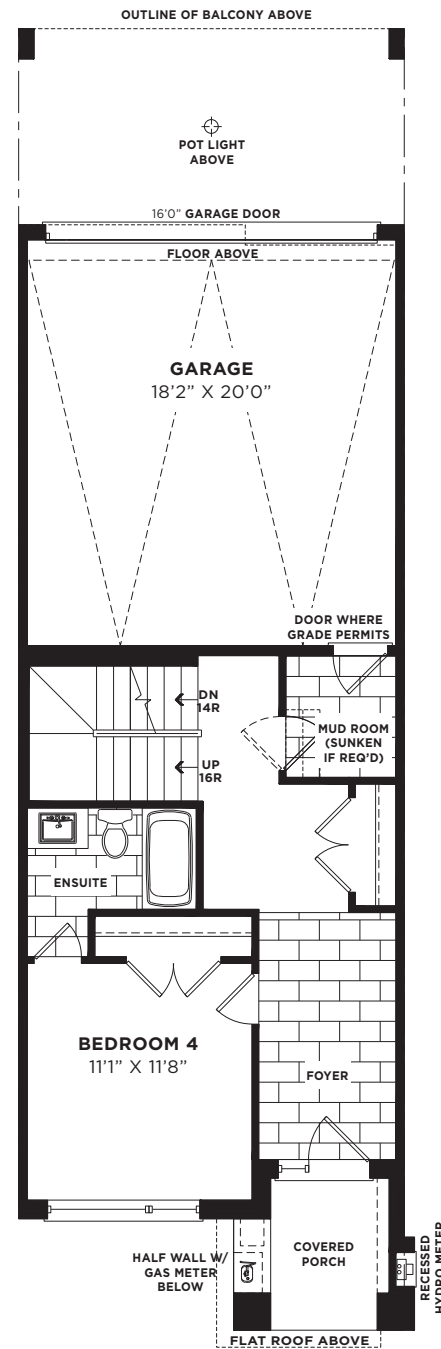 OUTLINE OF BALCONY ABOVE
POT LIGHT
ABOVE
16'0" GARAGE DOOR
FLOOR ABOVE
GARAGE
18'2” X 20'0”
DOOR WHERE
GRADE PERMITS
DN
14R
MUD ROOM
(SUNKEN
IF REQ'D)
UP
16R
ENSUITE
BEDROOM 4
11'1” X 11'8”
FOYER
HALF WALL W/
GAS METER
BELOW
COVERED
PORCH
RECESSED
HYDRO METER
FLAT ROOF ABOVE